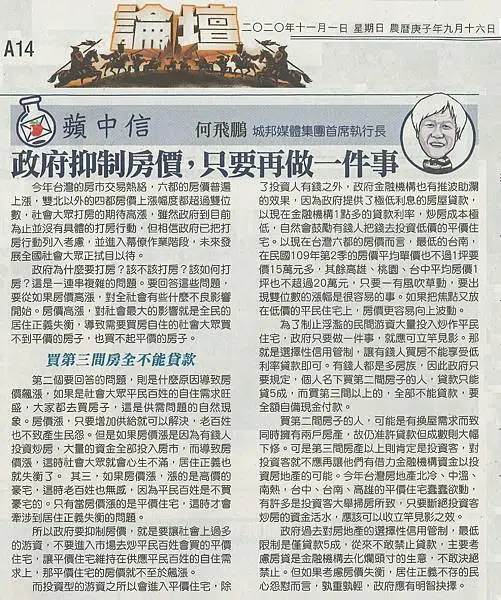 A14
論壇
二〇二〇年十一月一日 星期日 農曆庚子年九月十六日
蘋中信
何飛鵬 城邦媒體集團首席執行長
政府抑制房價，只要再做一件事
今年台灣的房市交易熱絡，六都的房價普遍
上漲，雙北以外的四都房價上漲幅度都超過雙位
數，社會大眾打房的期待高漲，雖然政府到目前
為止並沒有具體的打房行動，但相信政府已把打
房行動列入考慮，並進入幕僚作業階段，未來發
展全國社會大眾正拭目以待。
政府為什麼要打房？該不該打房？該如何打
房？這是一連串複雜的問題。要回答這些問題，
要從如果房價高漲，對全社會有些什麼不良影響
開始。房價高漲，對社會最大的影響就是全民的
居住正義失衡，導致需要買房自住的社會大眾買
不到平價的房子，也買不起平價的房子。
買第三間房全不能貸款
第二個要回答的問題，則是什麼原因導致房
價飆漲，如果是社會大眾平民百姓的自住需求旺
盛，大家都去買房子，這是供需問題的自然現
象。房價漲，只要增加供給就可以解決，老百姓
也不致產生民怨。但是如果房價漲是因為有錢人
投資炒房，大量的資金全部投入房市，而導致房
價漲，這時社會大眾就會心生不滿，居住正義也
就失衡了。 其三，如果房價漲，漲的是高價的
豪宅，這時老百姓也無感，因為平民百姓是不買
豪宅的。只有當房價漲的是平價住宅，這時才會
牽涉到居住正義失衡的問題。
所以政府要抑制房價，就是要讓社會上過多
的游資，不要進入市場去炒平民百姓會買的平價
住宅，讓平價住宅維持在供應平民百姓的自住需
求上，那平價住宅的房價就不至於飆漲。
而投資型的游資之所以會進入平價住宅，除
了投資人有錢之外，政府金融機構也有推波助瀾
的效果，因為政府提供了極低利息的房屋貸款，
以現在金融機構1點多的貸款利率，炒房成本極
低，自然會鼓勵有錢人把錢去投資低價的平價住
宅。以現在台灣六都的房價而言，最低的台南，
在民國109年第2季的房價平均單價也不過1坪要
價15萬元多，其餘高雄、桃園、台中平均房價1
坪也不超過20萬元，只要一有風吹草動，要出
現雙位數的漲幅是很容易的事。如果把焦點又放
在低價的平民住宅上，房價更容易向上波動。
為了制止浮濫的民間游資大量投入炒作平民
住宅，政府只要做一件事，就應可立竿見影。那
就是選擇性信用管制，讓有錢人買房不能享受低
利率貸款即可。有錢人都是多房族，因此政府只
要規定，個人名下買第二間房子的人，貸款只能
貸5成，而買第三間以上的，全部不能貸款，要
全額自備現金付款。
買第二間房子的人，可能是有換屋需求而致
同時擁有兩戶房產，故仍准許貸款但成數則大幅
下修。可是第三間房產以上則肯定是投資客，對
投資客就不應再讓他們有借力金融機構資金以投
資房地產的可能。今年台灣房地產北冷、中溫、
南熱，台中、台南、高雄的平價住宅蠢蠢欲動，
有許多是投資客大舉掃房所致，只要斷絕投資客
炒房的資金活水，應該可以收立竿見影之效。
政府過去對房地產的選擇性信用管制，最低
限制是僅貸款5成，從來不敢禁止貸款，主要考
慮房貸是金融機構去化爛頭寸的生意，不敢決絕
禁止。但如果考慮房價失衡，居住正義不存的民
心怨懟而言，孰重孰輕，政府應有明智抉擇。